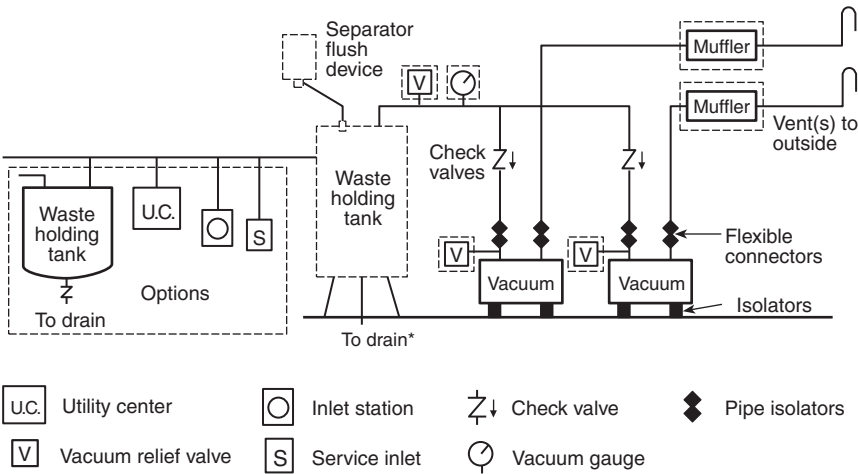 Separator
flush
device
V
Muffler
Muffler
Vent(s) to
outside
Check
valves
Waste
holding
tank
Waste
holding
tank
U.C.
S
Options
To drain
V
V
Vacuum
Vacuum
Flexible
connectors
Isolators
To drain*
U.C. Utility center
Inlet station
Check valve
Pipe isolators
V Vacuum relief valve
S Service inlet
Vacuum gauge